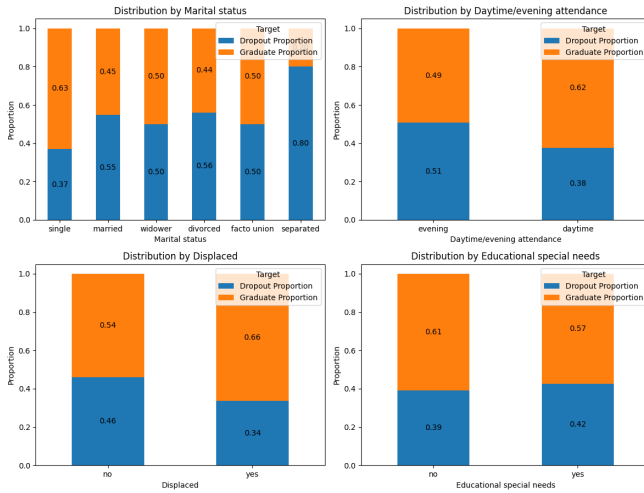 Distribution by Marital status
Target
Dropout Proportion
Graduate Proportion
Proportion
1.0
0.8
0.6
0.4
0.2
0.0
0.63
0.45
0.50
0.44
0.50
0.37
0.55
0.50
0.56
0.50
0.80
single
married
widower
divorced
facto union
separated
Marital status
Distribution by Daytime/evening attendance
Target
Dropout Proportion
Graduate Proportion
Proportion
1.0
0.8
0.6
0.4
0.2
0.0
0.49
0.62
0.51
0.38
evening
daytime
Daytime/evening attendance
Distribution by Displaced
Target
Dropout Proportion
Graduate Proportion
Proportion
1.0
0.8
0.6
0.4
0.2
0.0
0.54
0.66
0.46
0.34
no
yes
Displaced
Distribution by Educational special needs
Target
Dropout Proportion
Graduate Proportion
Proportion
1.0
0.8
0.6
0.4
0.2
0.0
0.61
0.57
0.39
0.42
no
yes
Educational special needs